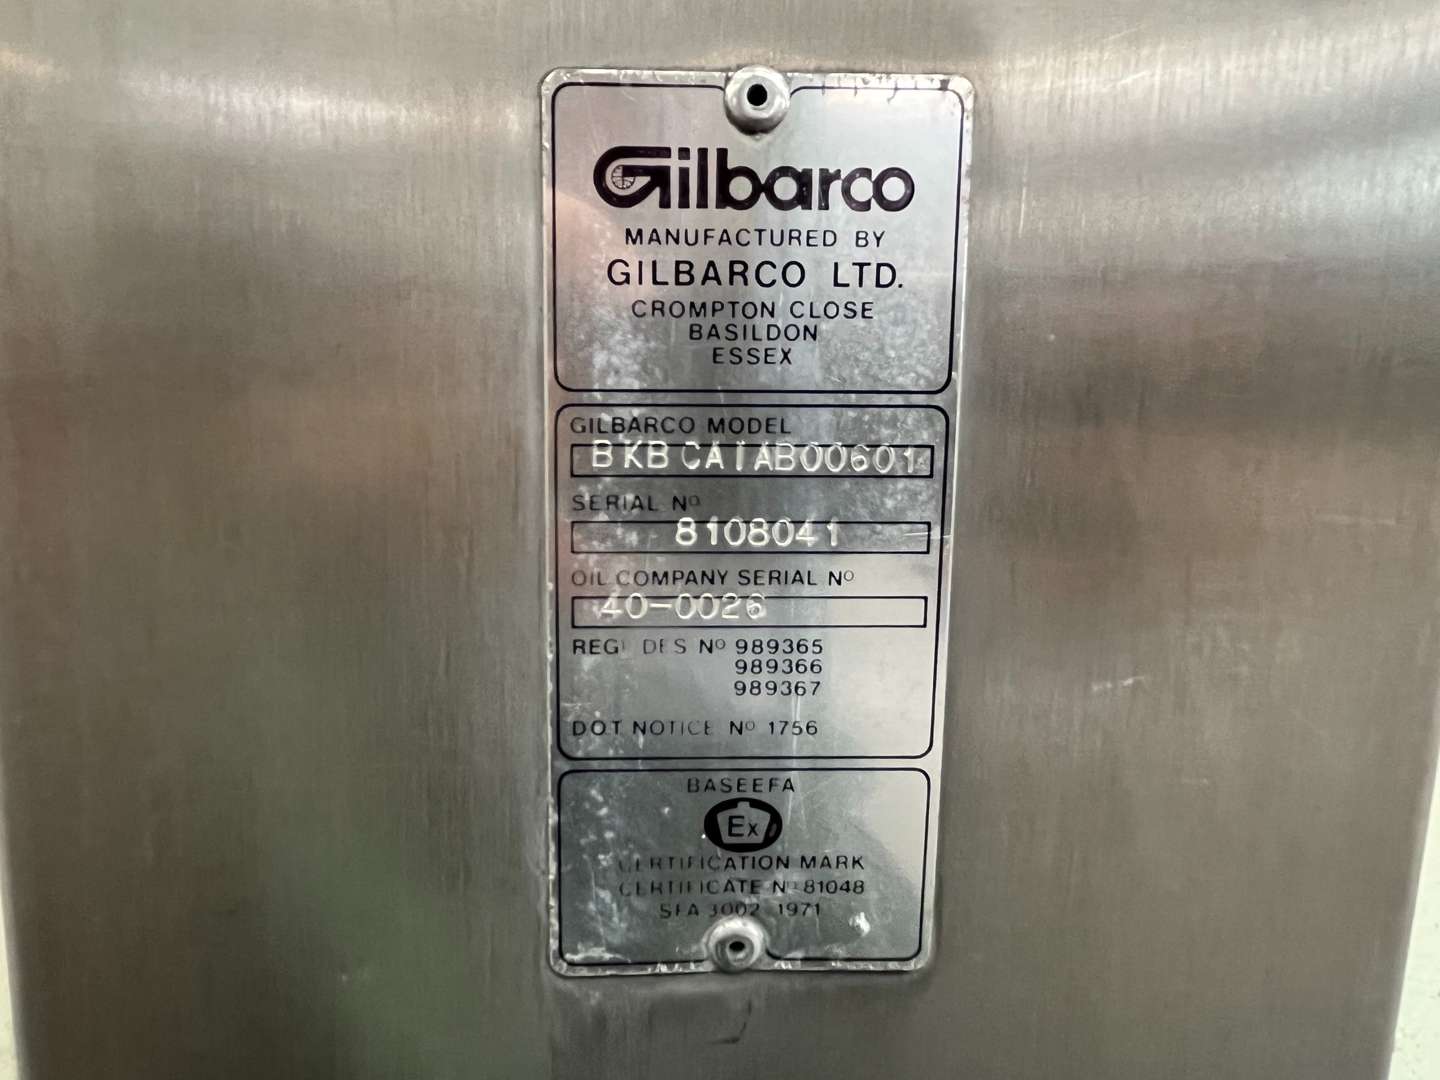 Gilbarco
MANUFACTURED BY
GILBARCO LTD.
CROMPTON CLOSE
BASILDON
ESSEX
GILBARCO MODEL
BKBCA1AB00601
SERIAL Nº
8108041
OIL COMPANY SERIAL Nº
40-0026
REGD DES Nº 989365
989366
989367
DOT NOTICE Nº 1756
BASEEFA
Ex
CERTIFICATION MARK
CERTIFICATE Nº 81048
SFA 3002 1971